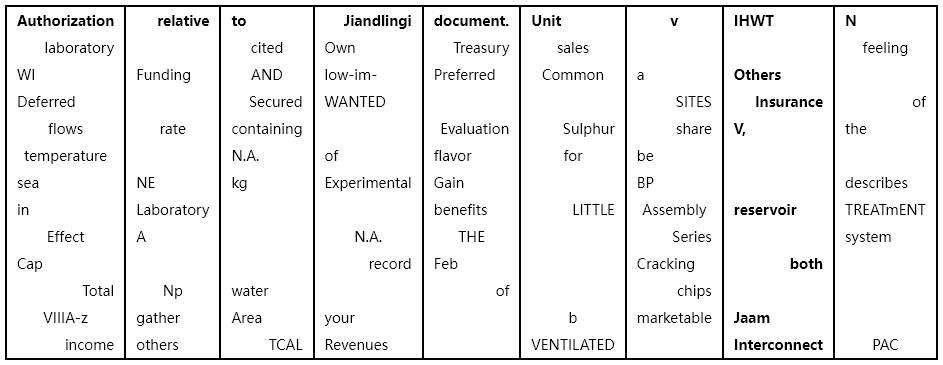 Authorization relative to Jiandlingi document. Unit v IHWT N
laboratory cited Own Treasury sales feeling
WI Funding AND low-im- Preferred Common a Others
Deferred Secured WANTED SITES Insurance of
flows rate containing Evaluation Sulphur share V, the
temperature N.A. of flavor for be
sea NE kg Experimental Gain BP describes
in Laboratory benefits LITTLE Assembly reservoir TREATmENT
Effect A N.A. THE Series system
Cap record Feb Cracking both
Total Np water of chips
VIIIA-z gather Area your b marketable Jaam
income others TCAL Revenues VENTILATED Interconnect PAC